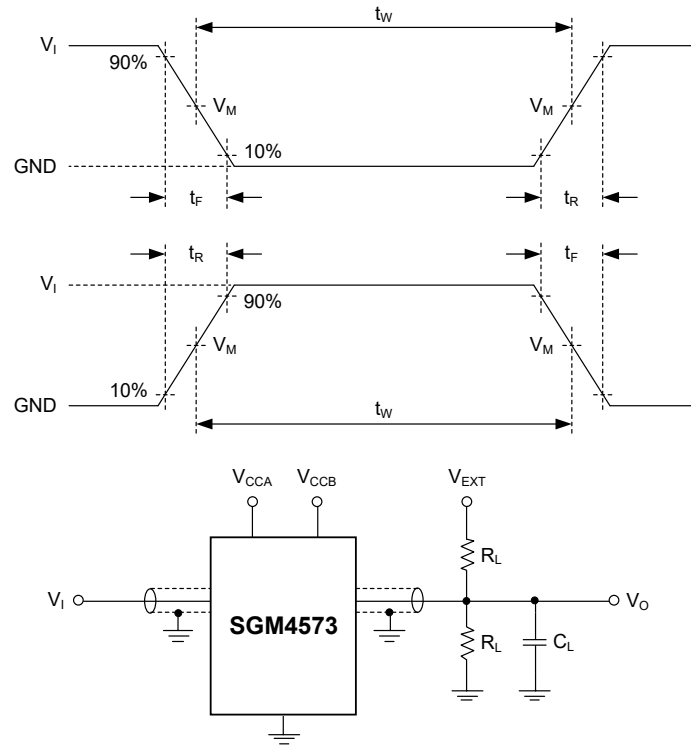 tW
VI
90%
VM
VM
10%
GND
tF
tR
tR
tF
VI
90%
VM
VM
10%
GND
tW
VCCA
VCCB
VEXT
RL
VI
VO
SGM4573
RL
CL